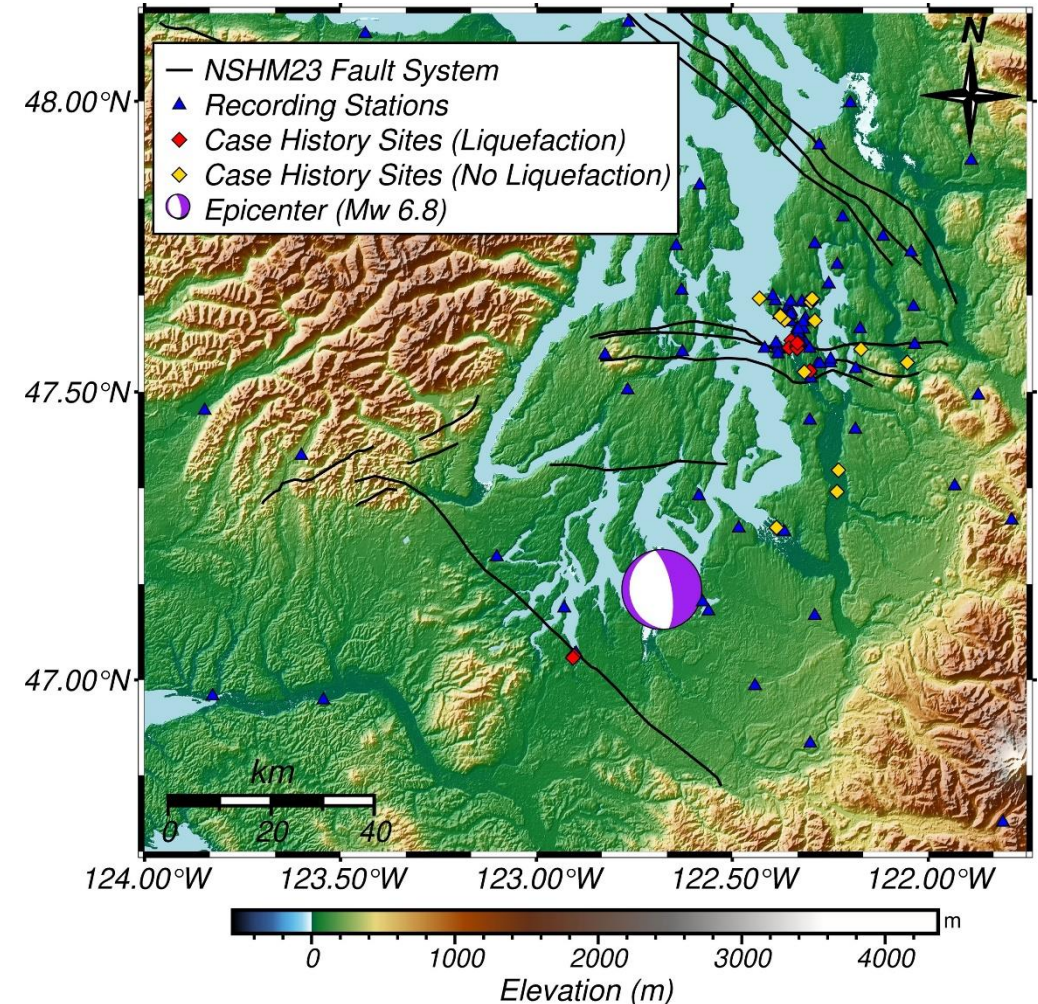 NSHM23 Fault System
Recording Stations
Case History Sites (Liquefaction)
Case History Sites (No Liquefaction)
Epicenter (Mw 6.8)
N
48.00°N
47.50°N
47.00°N
km
0 20 40
124.00°W 123.50°W 123.00°W 122.50°W 122.00°W
m
0 1000 2000 3000 4000
Elevation (m)